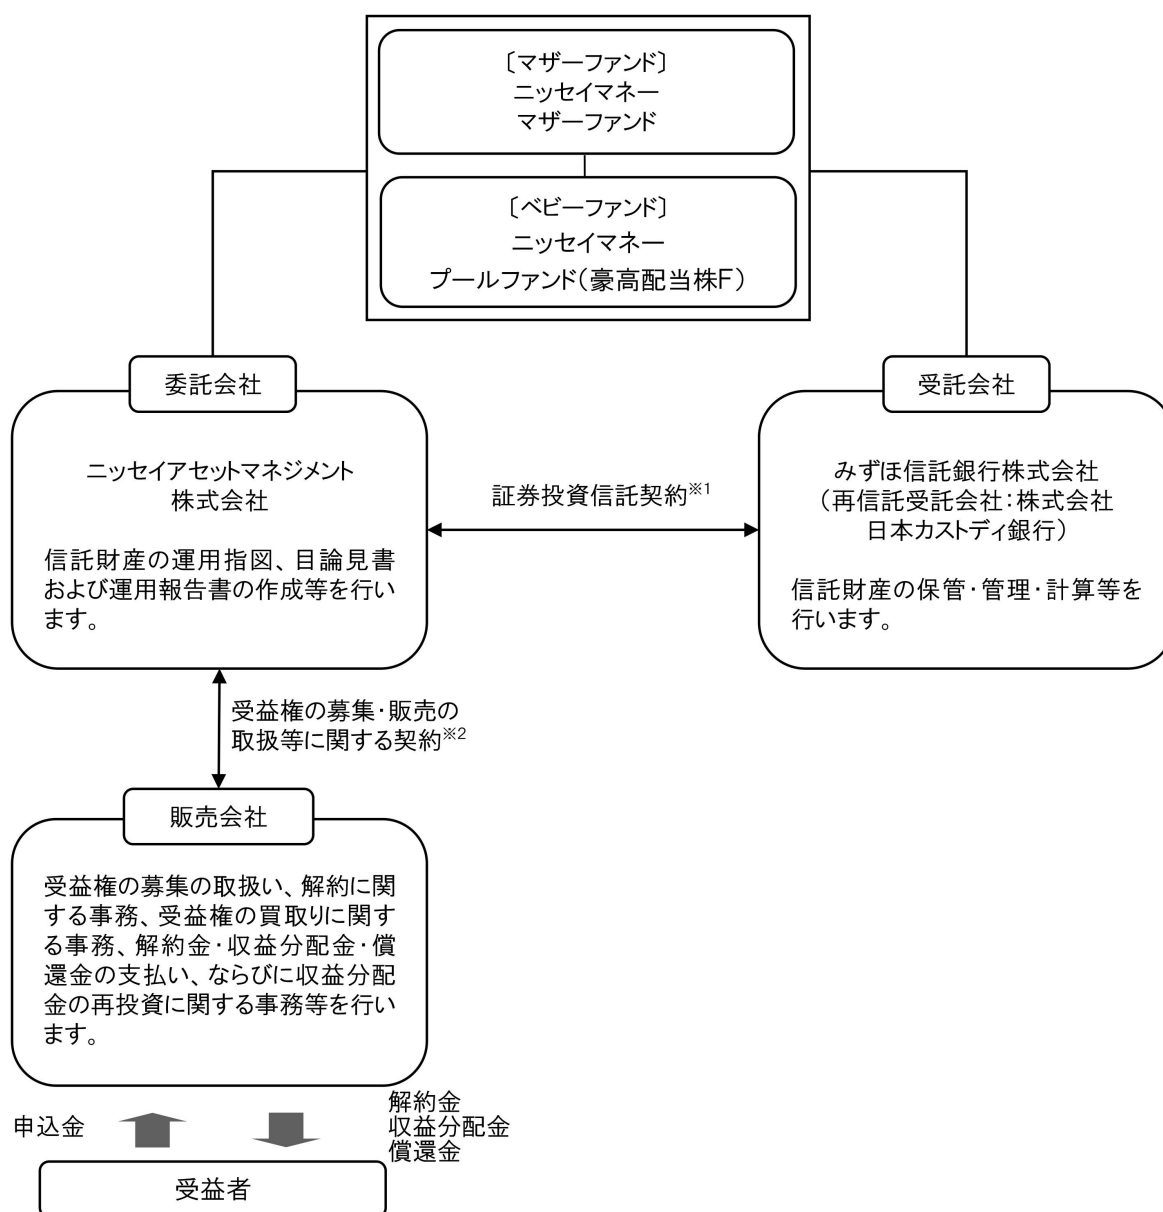 〔マザーファンド〕
ニッセイマネー
マザーファンド
〔ベビーファンド〕
ニッセイマネー
プールファンド（豪高配当株F）
委託会社
ニッセイアセットマネジメント
株式会社
信託財産の運用指図、目論見書
および運用報告書の作成等を行い
ます。
証券投資信託契約※1
受託会社
みずほ信託銀行株式会社
（再信託受託会社：株式会社
日本カストディ銀行）
信託財産の保管・管理・計算等を
行います。
受益権の募集・販売の
取扱等に関する契約※2
販売会社
受益権の募集の取扱い、解約に関
する事務、受益権の買取りに関す
る事務、解約金・収益分配金・償
還金の支払い、ならびに収益分配
金の再投資に関する事務等を行い
ます。
申込金
解約金
収益分配金
償還金
受益者